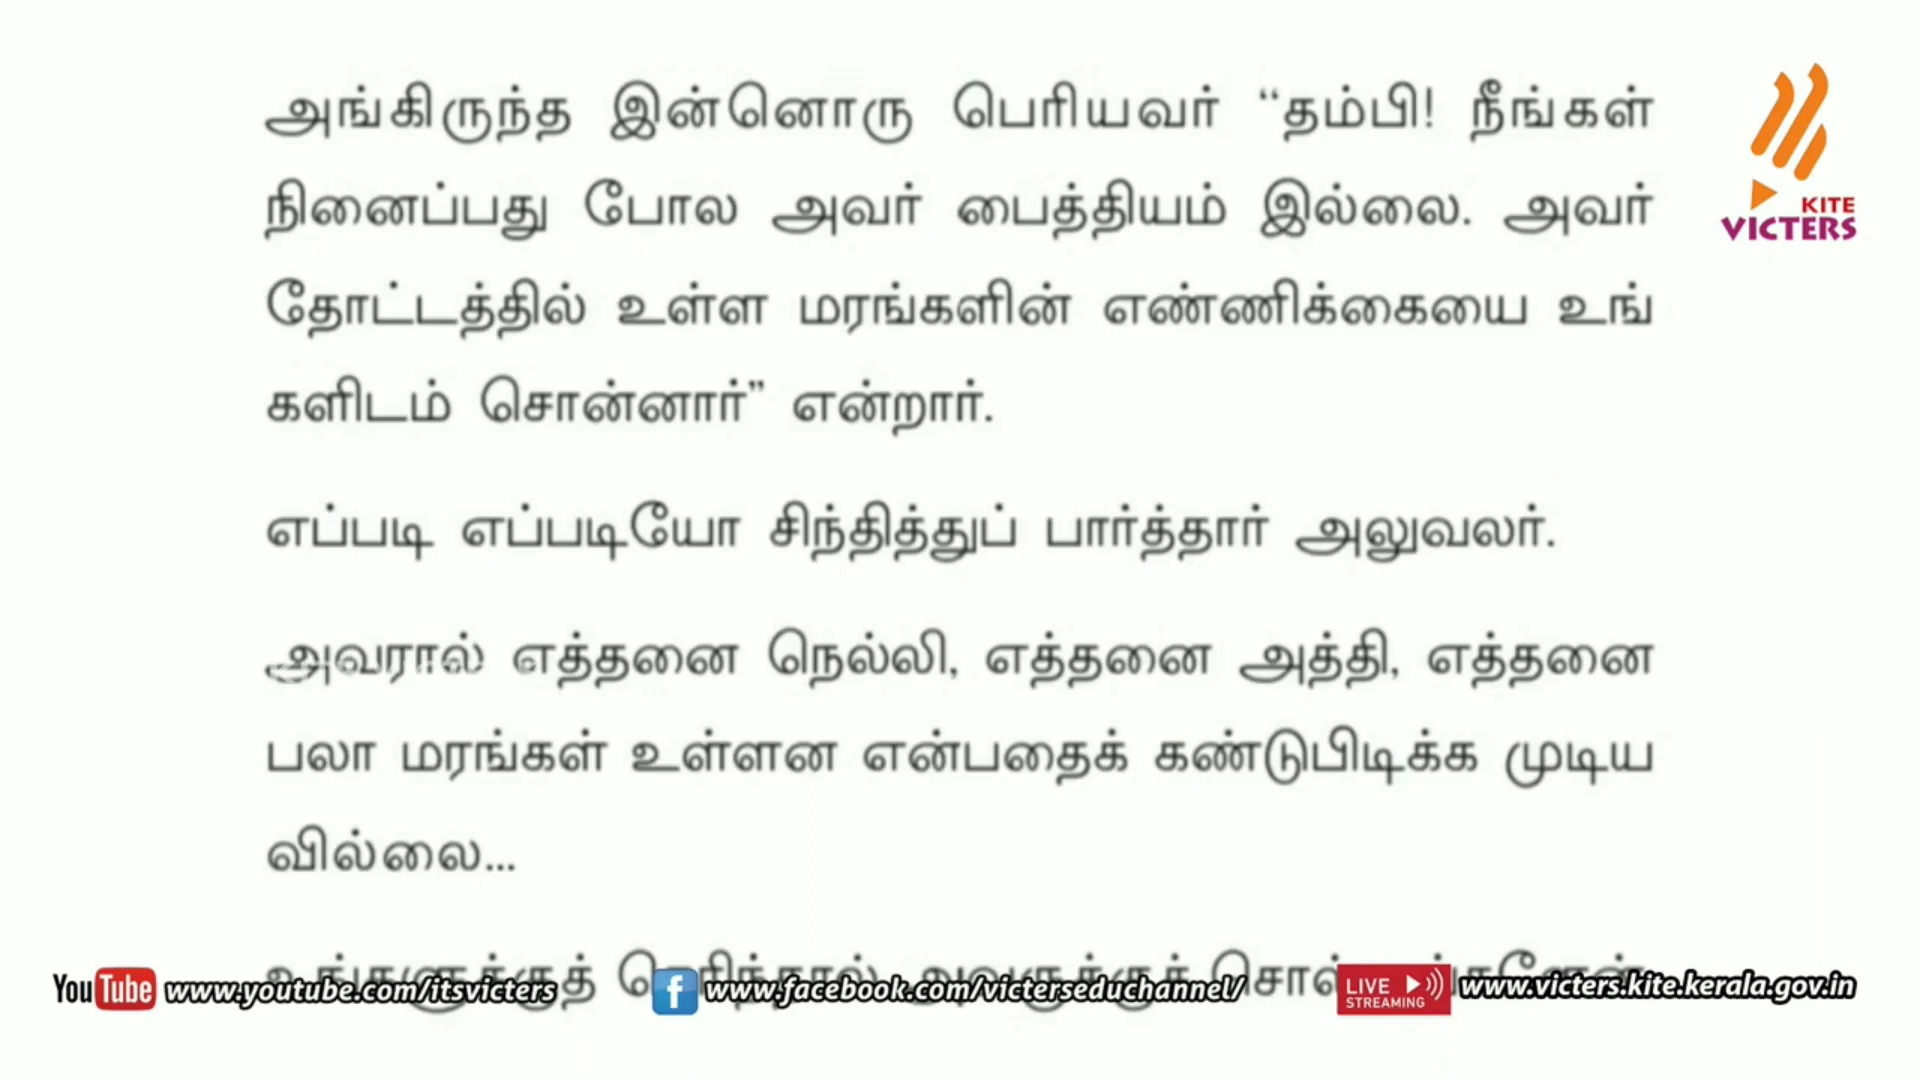 அங்கிருந்த இன்னொரு பெரியவர் “தம்பி! நீங்கள்
நினைப்பது போல அவர் பைத்தியம் இல்லை. அவர்
தோட்டத்தில் உள்ள மரங்களின் எண்ணிக்கையை உங்
களிடம் சொன்னார்” என்றார்.
எப்படி எப்படியோ சிந்தித்துப் பார்த்தார் அலுவலர்.
அவரால் எத்தனை நெல்லி, எத்தனை அத்தி, எத்தனை
பலா மரங்கள் உள்ளன என்பதைக் கண்டுபிடிக்க முடிய
வில்லை...
KITE
VICTERS
YouTube www.youtube.com/itsvicters
f www.facebook.com/victerseduchannel/
LIVE STREAMING www.victers.kite.kerala.gov.in